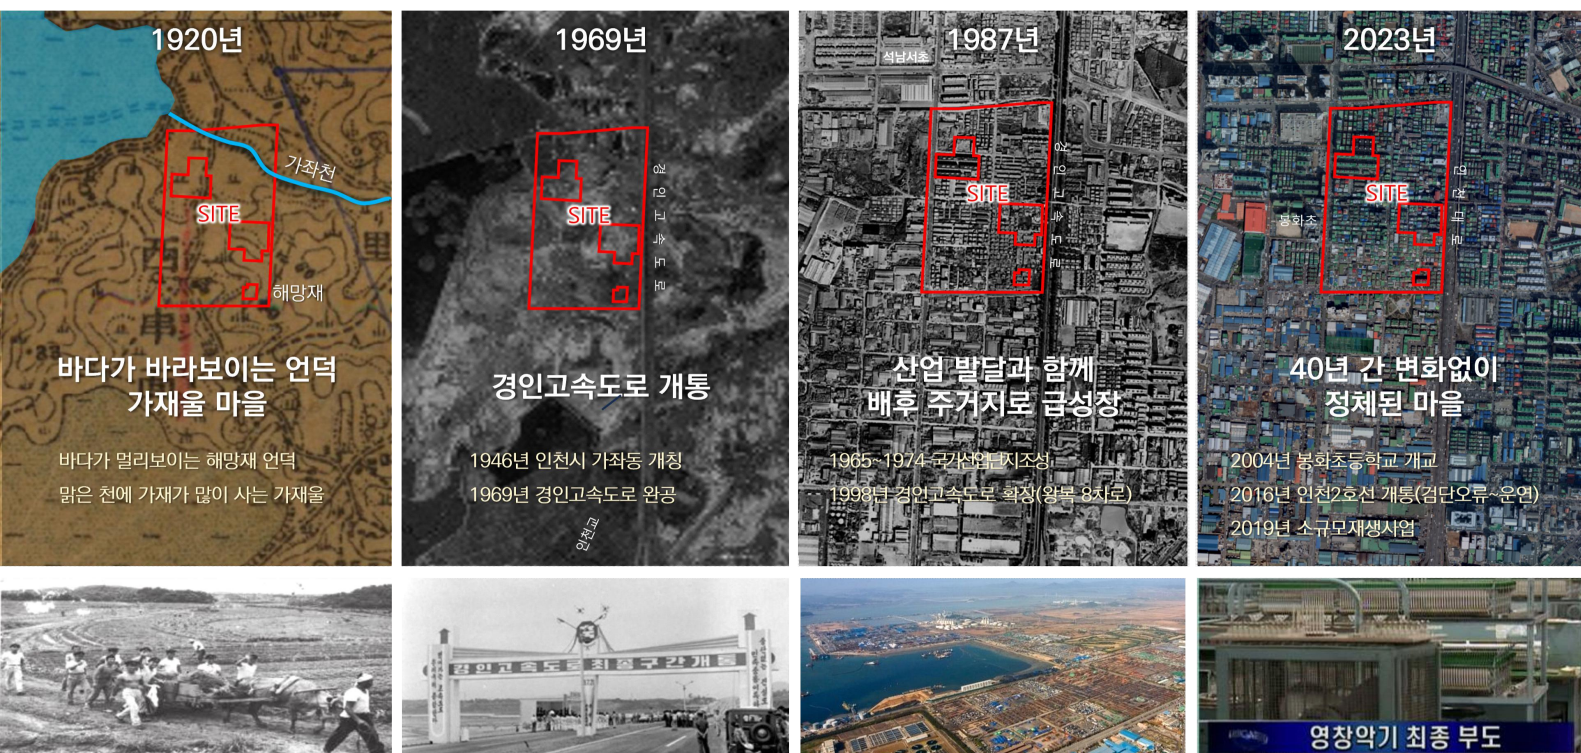 1920년
가좌천
SITE
西
里
串
해망재
바다가 바라보이는 언덕
가재울 마을
바다가 멀리보이는 해망재 언덕
맑은 천에 가재가 많이 사는 가재울
1969년
경인고속도로
SITE
경인고속도로 개통
1946년 인천시 가좌동 개칭
1969년 경인고속도로 완공
인천교
1987년
석남서초
경인고속도로
SITE
산업 발달과 함께
배후 주거지로 급성장
1965~1974 국가산업단지조성
1998년 경인고속도로 확장(왕복 8차로)
2023년
인천대로
SITE
봉화초
40년 간 변화없이
정체된 마을
2004년 봉화초등학교 개교
2016년 인천2호선 개통(검단오류~운연)
2019년 소규모재생사업
경인고속도로최종구간개통
영창악기 최종 부도